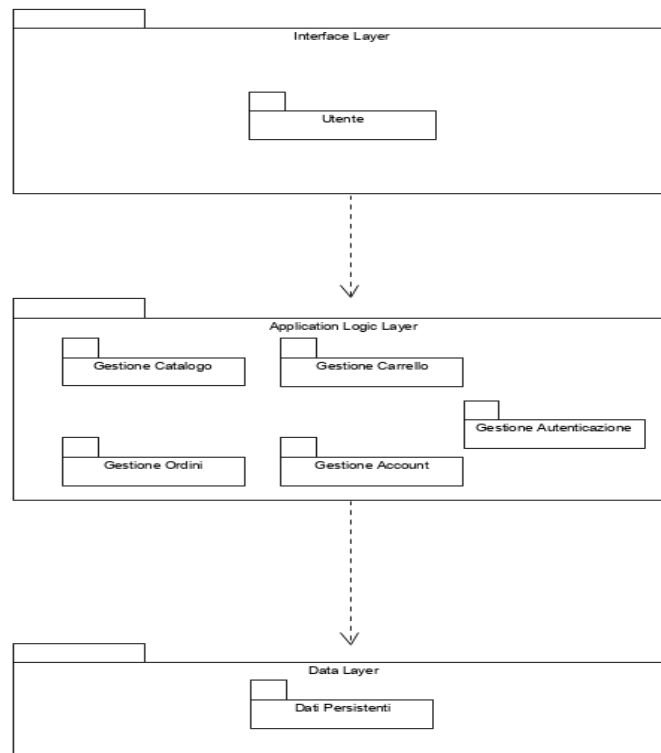 Interface Layer
Utente
Application Logic Layer
Gestione Catalogo
Gestione Carrello
Gestione Autenticazione
Gestione Ordini
Gestione Account
Data Layer
Dati Persistenti